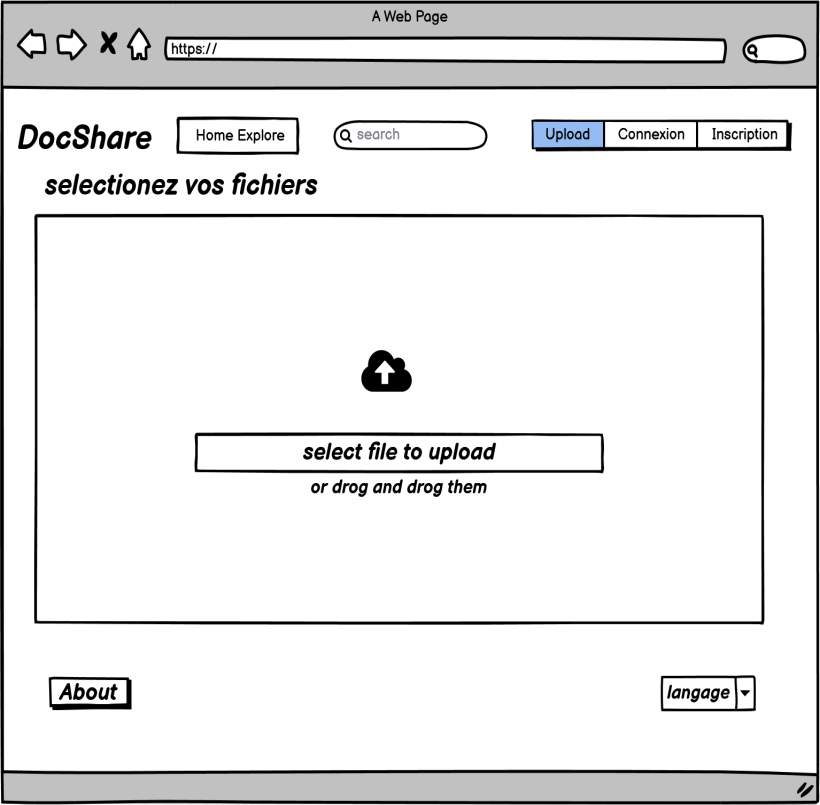 A Web Page
https://
DocShare
Home Explore
search
Upload
Connexion
Inscription
selectionez vos fichiers
select file to upload
or drog and drog them
About
langage